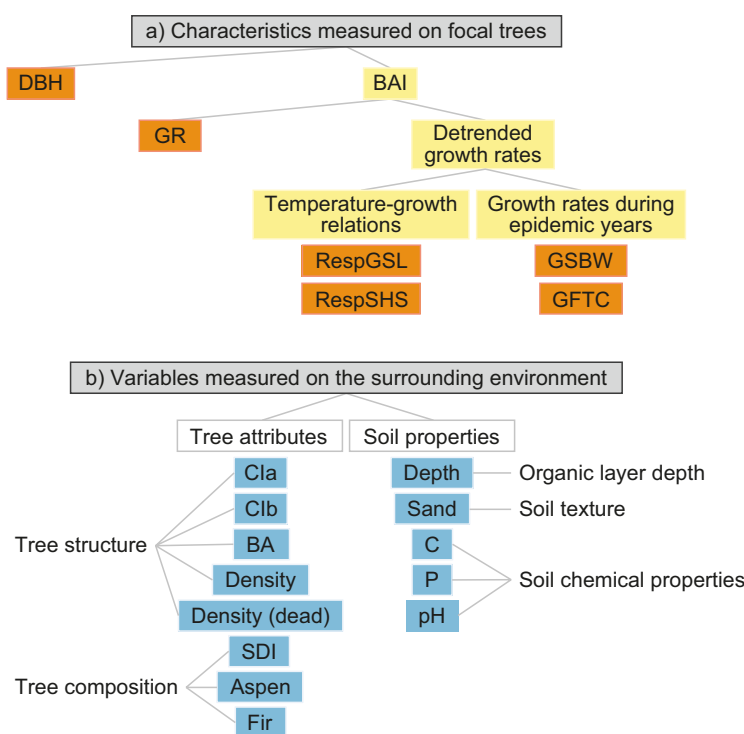 a) Characteristics measured on focal trees
DBH
BAI
GR
Detrended
growth rates
Temperature-growth
relations
Growth rates during
epidemic years
RespGSL
GSBW
RespSHS
GFTC
b) Variables measured on the surrounding environment
Tree attributes
Soil properties
CIa
Depth
Organic layer depth
CIb
Sand
Soil texture
Tree structure
BA
C
Density
P
Soil chemical properties
Density (dead)
pH
SDI
Tree composition
Aspen
Fir